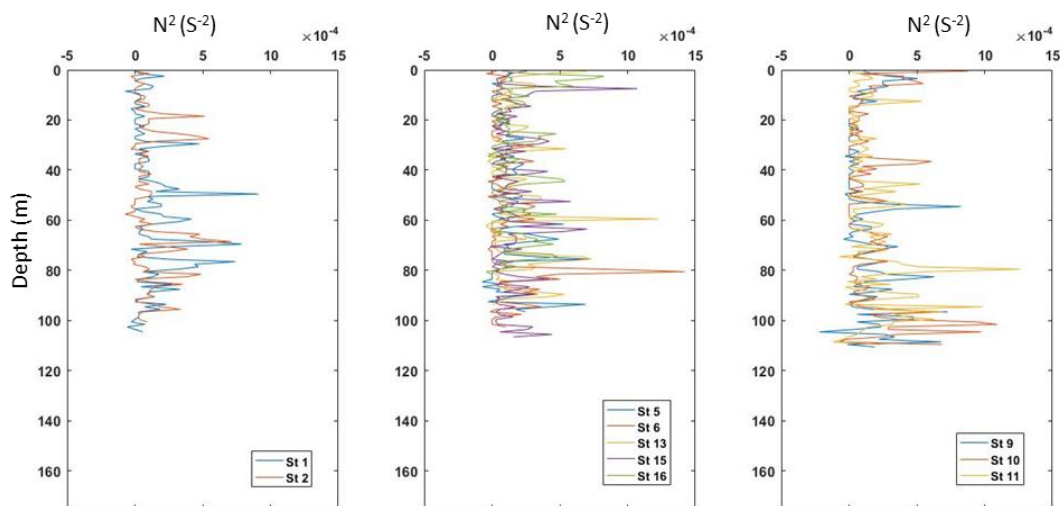 N² (S⁻²) N² (S⁻²) N² (S⁻²)
×10⁻⁴ ×10⁻⁴ ×10⁻⁴
-5 0 5 10 15 -5 0 5 10 15 -5 0 5 10 15
0 0 0
20 20 20
40 40 40
60 60 60
Depth (m)
80 80 80
100 100 100
120 120 120
140 140 140
160 160 160
St 1
St 2
St 5
St 6
St 13
St 15
St 16
St 9
St 10
St 11